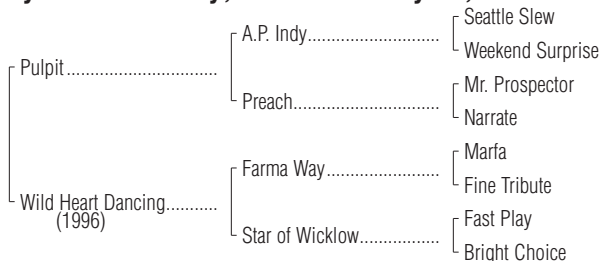 Seattle Slew
A.P. Indy
Weekend Surprise
Pulpit
Mr. Prospector
Preach
Narrate
Marfa
Farma Way
Fine Tribute
Wild Heart Dancing
(1996)
Fast Play
Star of Wicklow
Bright Choice